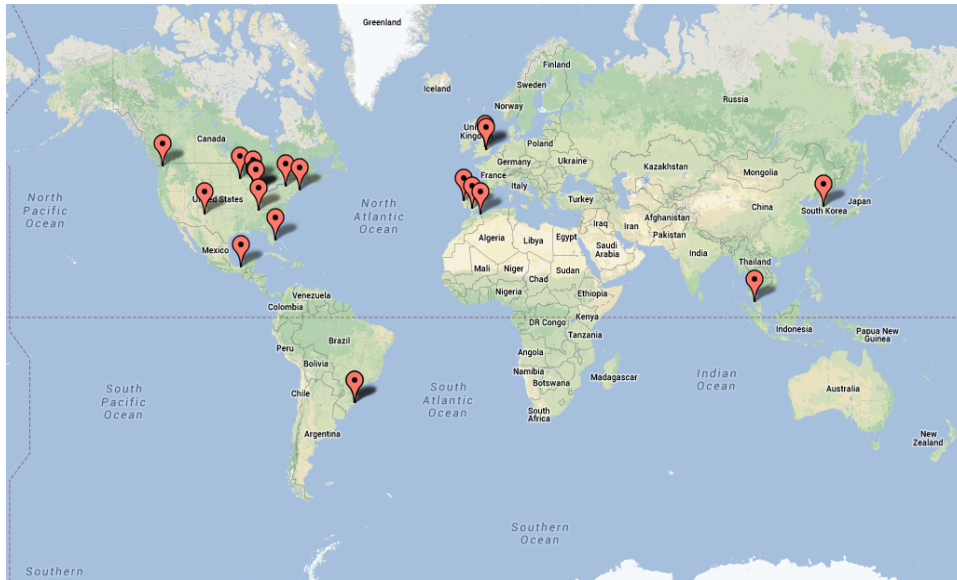 Greenland
Iceland
Finland
Sweden
Norway
Russia
Canada
Poland
Germany
Ukraine
France
Kazakhstan
Mongolia
Italy
Turkey
North
Pacific
Ocean
North
Atlantic
Ocean
China
Japan
South Korea
Afghanistan
Iraq
Iran
Pakistan
Algeria
Libya
Egypt
Saudi
Arabia
India
Mexico
Mali
Niger
Chad
Sudan
Thailand
Nigeria
Ethiopia
Venezuela
Colombia
DR Congo
Kenya
Tanzania
Indonesia
Papua New
Guinea
Peru
Brazil
Bolivia
Angola
Namibia
Botswana
Madagascar
Indian
Ocean
Australia
South
Pacific
Ocean
Chile
South
Atlantic
Ocean
South
Africa
Argentina
New
Zealand
Southern
Ocean
Southern